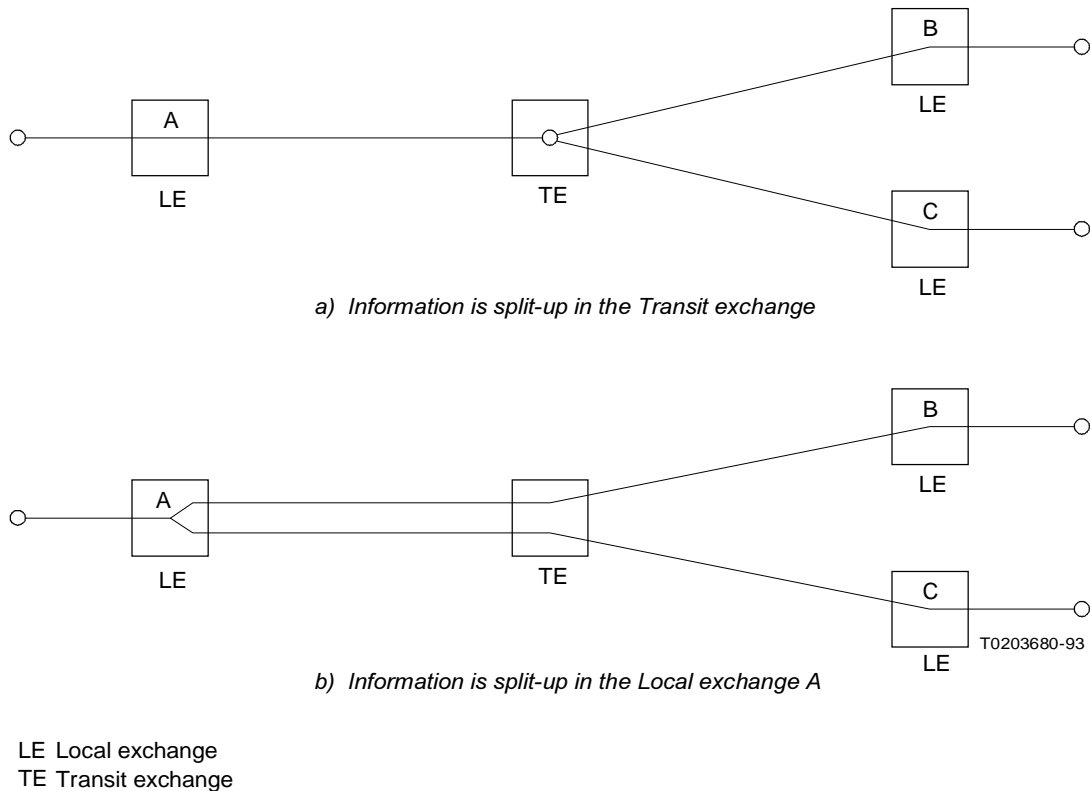 B
LE
A
LE
TE
C
LE
a) Information is split-up in the Transit exchange
B
LE
A
LE
TE
C
LE
T0203680-93
b) Information is split-up in the Local exchange A
LE Local exchange
TE Transit exchange